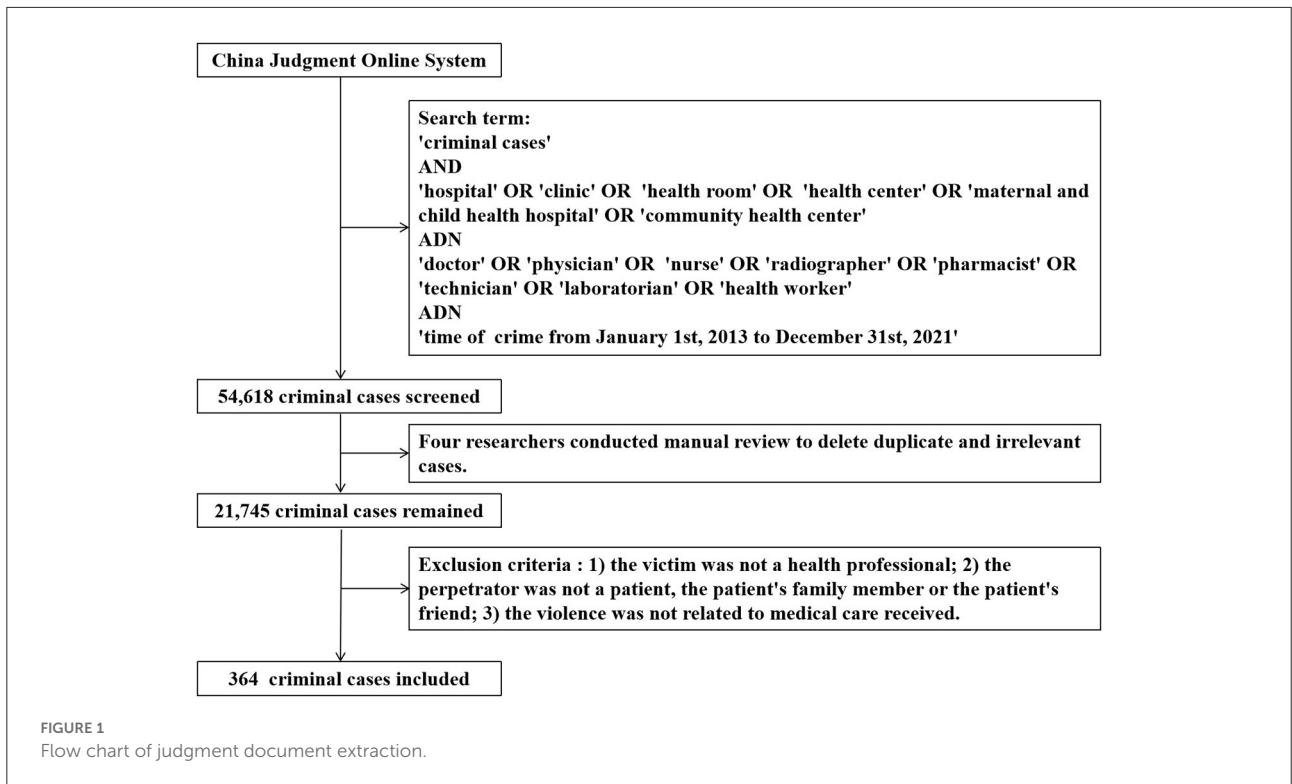 China Judgment Online System
Search term:
'criminal cases'
AND
'hospital' OR 'clinic' OR 'health room' OR 'health center' OR 'maternal and
child health hospital' OR 'community health center'
ADN
'doctor' OR 'physician' OR 'nurse' OR 'radiographer' OR 'pharmacist' OR
'technician' OR 'laboratorian' OR 'health worker'
ADN
'time of crime from January 1st, 2013 to December 31st, 2021'
54,618 criminal cases screened
Four researchers conducted manual review to delete duplicate and irrelevant
cases.
21,745 criminal cases remained
Exclusion criteria : 1) the victim was not a health professional; 2) the
perpetrator was not a patient, the patient's family member or the patient's
friend; 3) the violence was not related to medical care received.
364 criminal cases included
FIGURE 1
Flow chart of judgment document extraction.